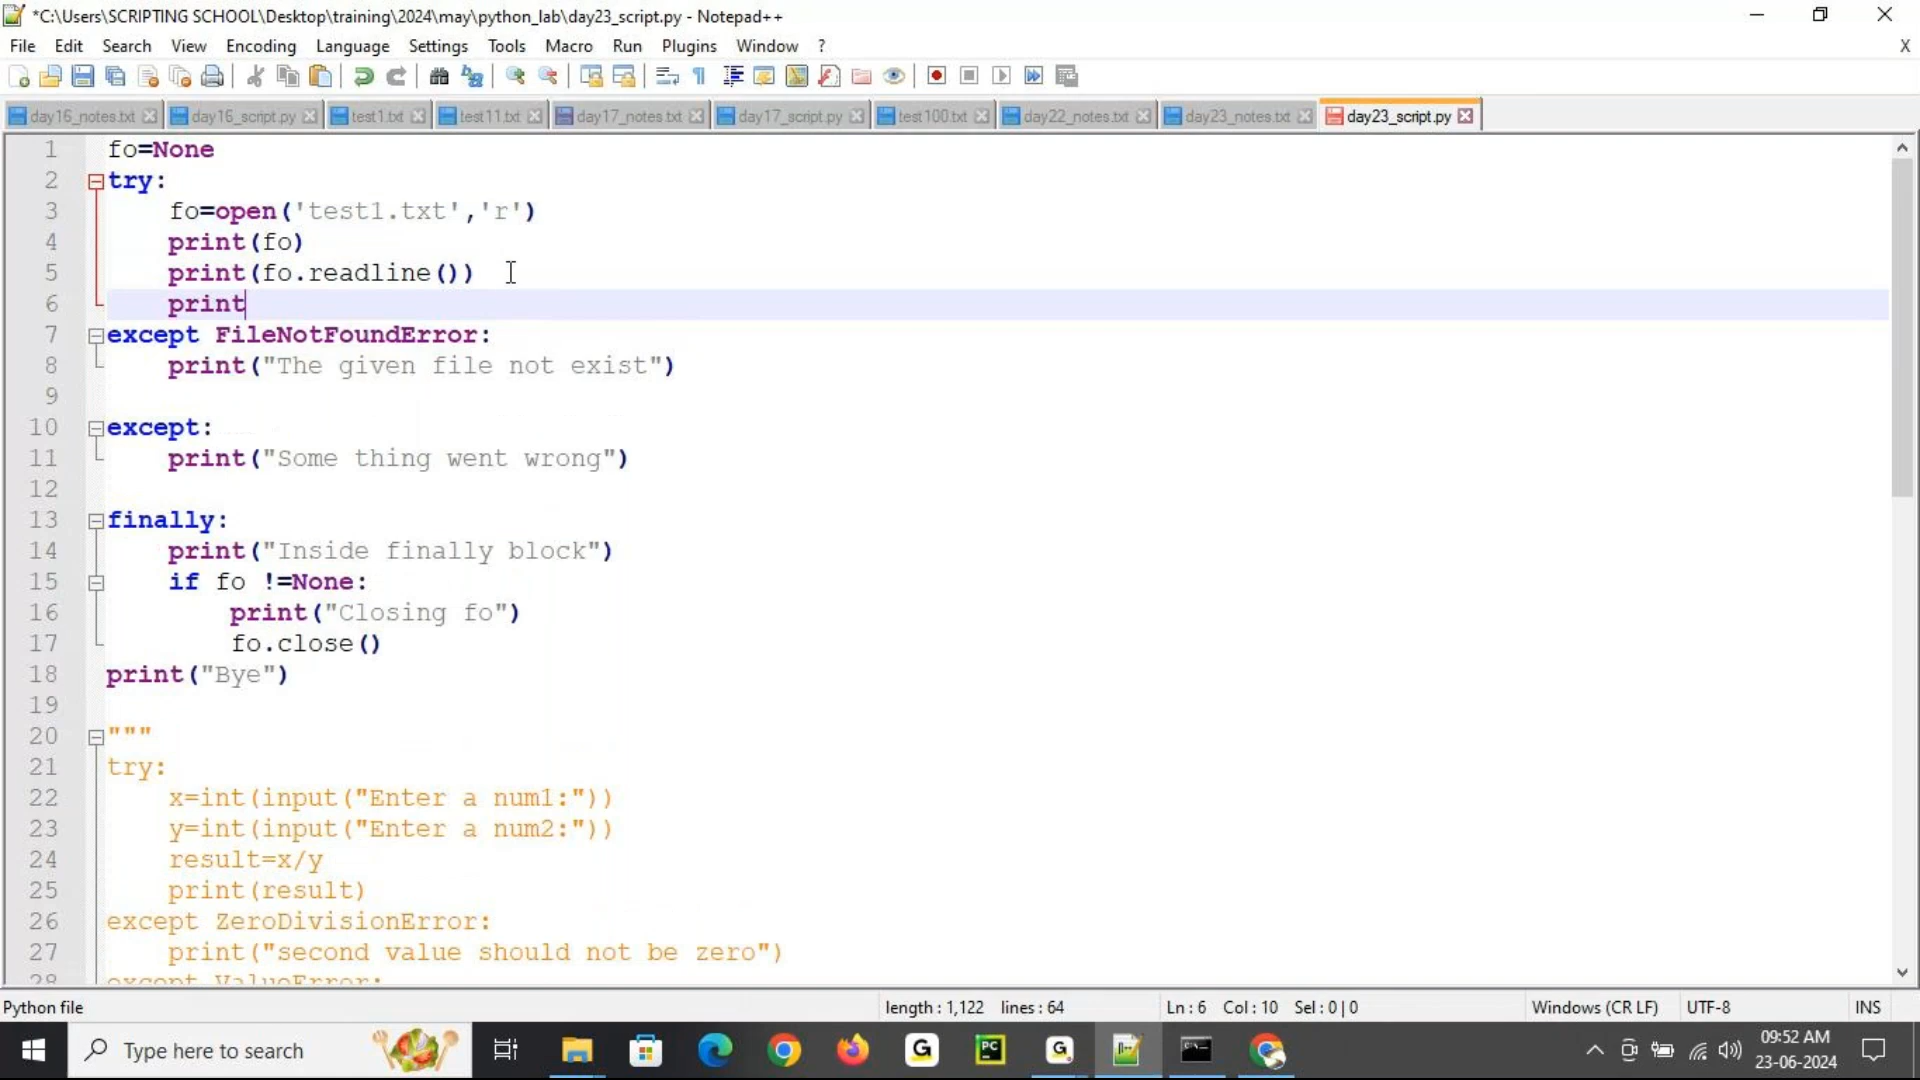 *C:\Users\SCRIPTING SCHOOL\Desktop\training\2024\may\python_lab\day23_script.py - Notepad++
File Edit Search View Encoding Language Settings Tools Macro Run Plugins Window ? X
day16_notes.txt day16_script.py test1.txt test11.txt day17_notes.txt day17_script.py test100.txt day22_notes.txt day23_notes.txt day23_script.py
1 fo=None
2 try:
3 fo=open('test1.txt','r')
4 print(fo)
5 print(fo.readline())
6 print
7 except FileNotFoundError:
8 print("The given file not exist")
9
10 except:
11 print("Some thing went wrong")
12
13 finally:
14 print("Inside finally block")
15 if fo !=None:
16 print("Closing fo")
17 fo.close()
18 print("Bye")
19
20 """
21 try:
22 x=int(input("Enter a num1:"))
23 y=int(input("Enter a num2:"))
24 result=x/y
25 print(result)
26 except ZeroDivisionError:
27 print("second value should not be zero")
28 except ValueError:
Python file length : 1,122 lines : 64 Ln : 6 Col : 10 Sel : 0 | 0 Windows (CR LF) UTF-8 INS
Type here to search
09:52 AM
23-06-2024